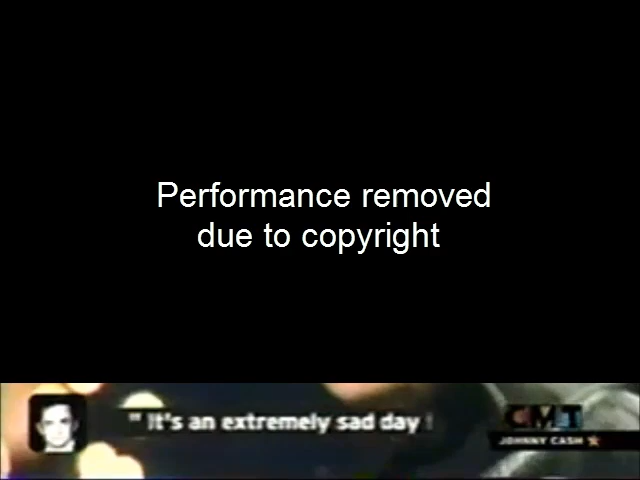 Performance removed
due to copyright
" It's an extremely sad day
CMT
JOHNNY CASH